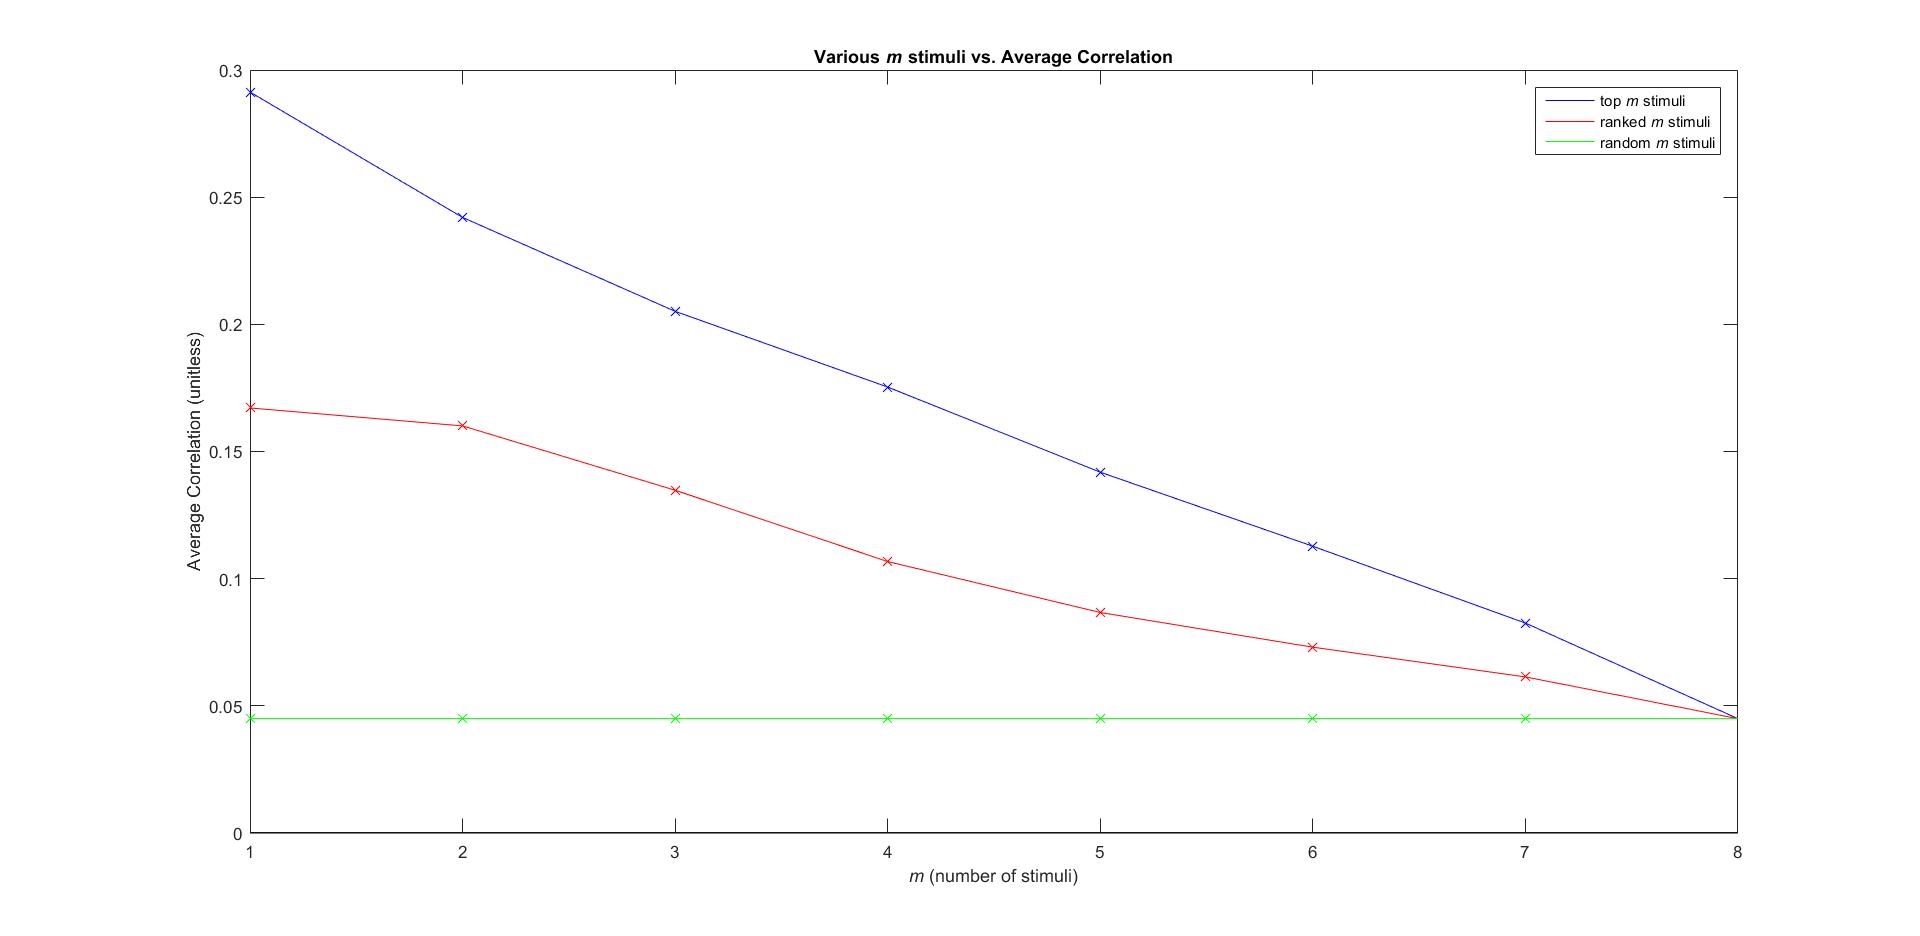 Various m stimuli vs. Average Correlation
0.3
0.25
0.2
0.15
0.1
0.05
0
Average Correlation (unitless)
top m stimuli
ranked m stimuli
random m stimuli
1 2 3 4 5 6 7 8
m (number of stimuli)